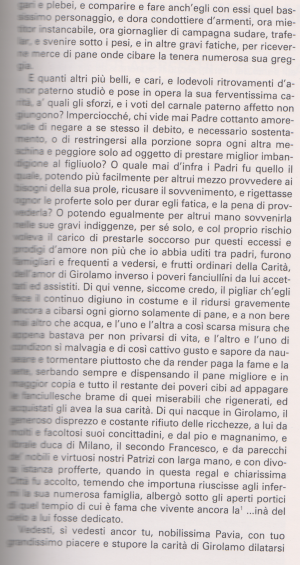 gari e plebei, e comparire e fare anch'egli con essi quel bas-
sissimo personaggio, e dora condottiere d'armenti, ora mie-
titor instancabile, ora giornaglier di campagna sudare, trafe-
lar, e svenire sotto i pesi, e in altre gravi fatiche, per ricever-
ne merce di pane onde cibare la tenera numerosa sua greg-
gia.
E quanti altri più belli, e cari, e lodevoli ritrovamenti d'a-
mor paterno studiò e pose in opera la sua ferventissima ca-
rità, a' quali gli sforzi, e i voti del carnale paterno affetto non
giungono? Imperciocché, chi vide mai Padre cottanto amore-
vole di negare a se stesso il debito, e necessario sostenta-
mento, o di restringersi alla porzione sopra ogni altra me-
schina e peggiore solo ad oggetto di prestare miglior imban-
digione al figliuolo? O quale mai d'infra i Padri fu quello il
quale, potendo più facilmente per altrui mezzo provvedere ai
bisogni della sua prole, ricusare il sovvenimento, e rigettasse
ognor le proferte solo per durar egli fatica, e la pena di prov-
vederla? O potendo egualmente per altrui mano sovvenirla
nelle sue gravi indiggenze, per sé solo, e col proprio rischio
voleva il carico di prestarle soccorso pur questi eccessi e
prodigi d'amore non più che io abbia uditi tra padri, furono
famigliari e frequenti a vedersi, e frutti ordinari della Carità,
dell'amor di Girolamo inverso i poveri fanciullíni da lui accet-
tati ed assistiti. Di qui venne, siccome credo, il pigliar ch'egli
fece il continuo digiuno in costume e il ridursi gravemente
ancora a cibarsi ogni giorno solamente di pane, e a non bere
mai altro che acqua, e l'uno e l'altra a così scarsa misura che
appena bastava per non privarsi di vita, e l'altro e l'uno di
condizion sì malvagia e di così cattivo gusto e sapore da nau-
seare e tormentare piuttosto che da render paga la fame e la
sete, serbando sempre e dispensando il pane migliore e in
maggior copia e tutto il restante dei poveri cibi ad appagare
le fanciullesche brame di quei miserabili che rigenerati, ed
acquistati gli avea la sua carità. Di qui nacque in Girolamo, il
generoso disprezzo e costante rifiuto delle ricchezze, a lui da
molti e facoltosi suoi concittadini, e dal pio e magnanimo, e
liberale duca di Milano, il secondo Francesco, e da parecchi
de' nobili e virtuosi nostri Patrizi con larga mano, e con divo-
ta istanza profferte, quando in questa regal e chiarissima
Città fu accolto, temendo che importuna riuscisse agli infer-
mi la sua numerosa famiglia, albergò sotto gli aperti portici
di quel tempio di cui è fama che vivente ancora la' ...iná del
cielo a lui fosse dedicato.
Vedesti, sì vedesti ancor tu, nobilissima Pavia, con tuo
grandissimo piacere e stupore la carità di Girolamo dilatarsi